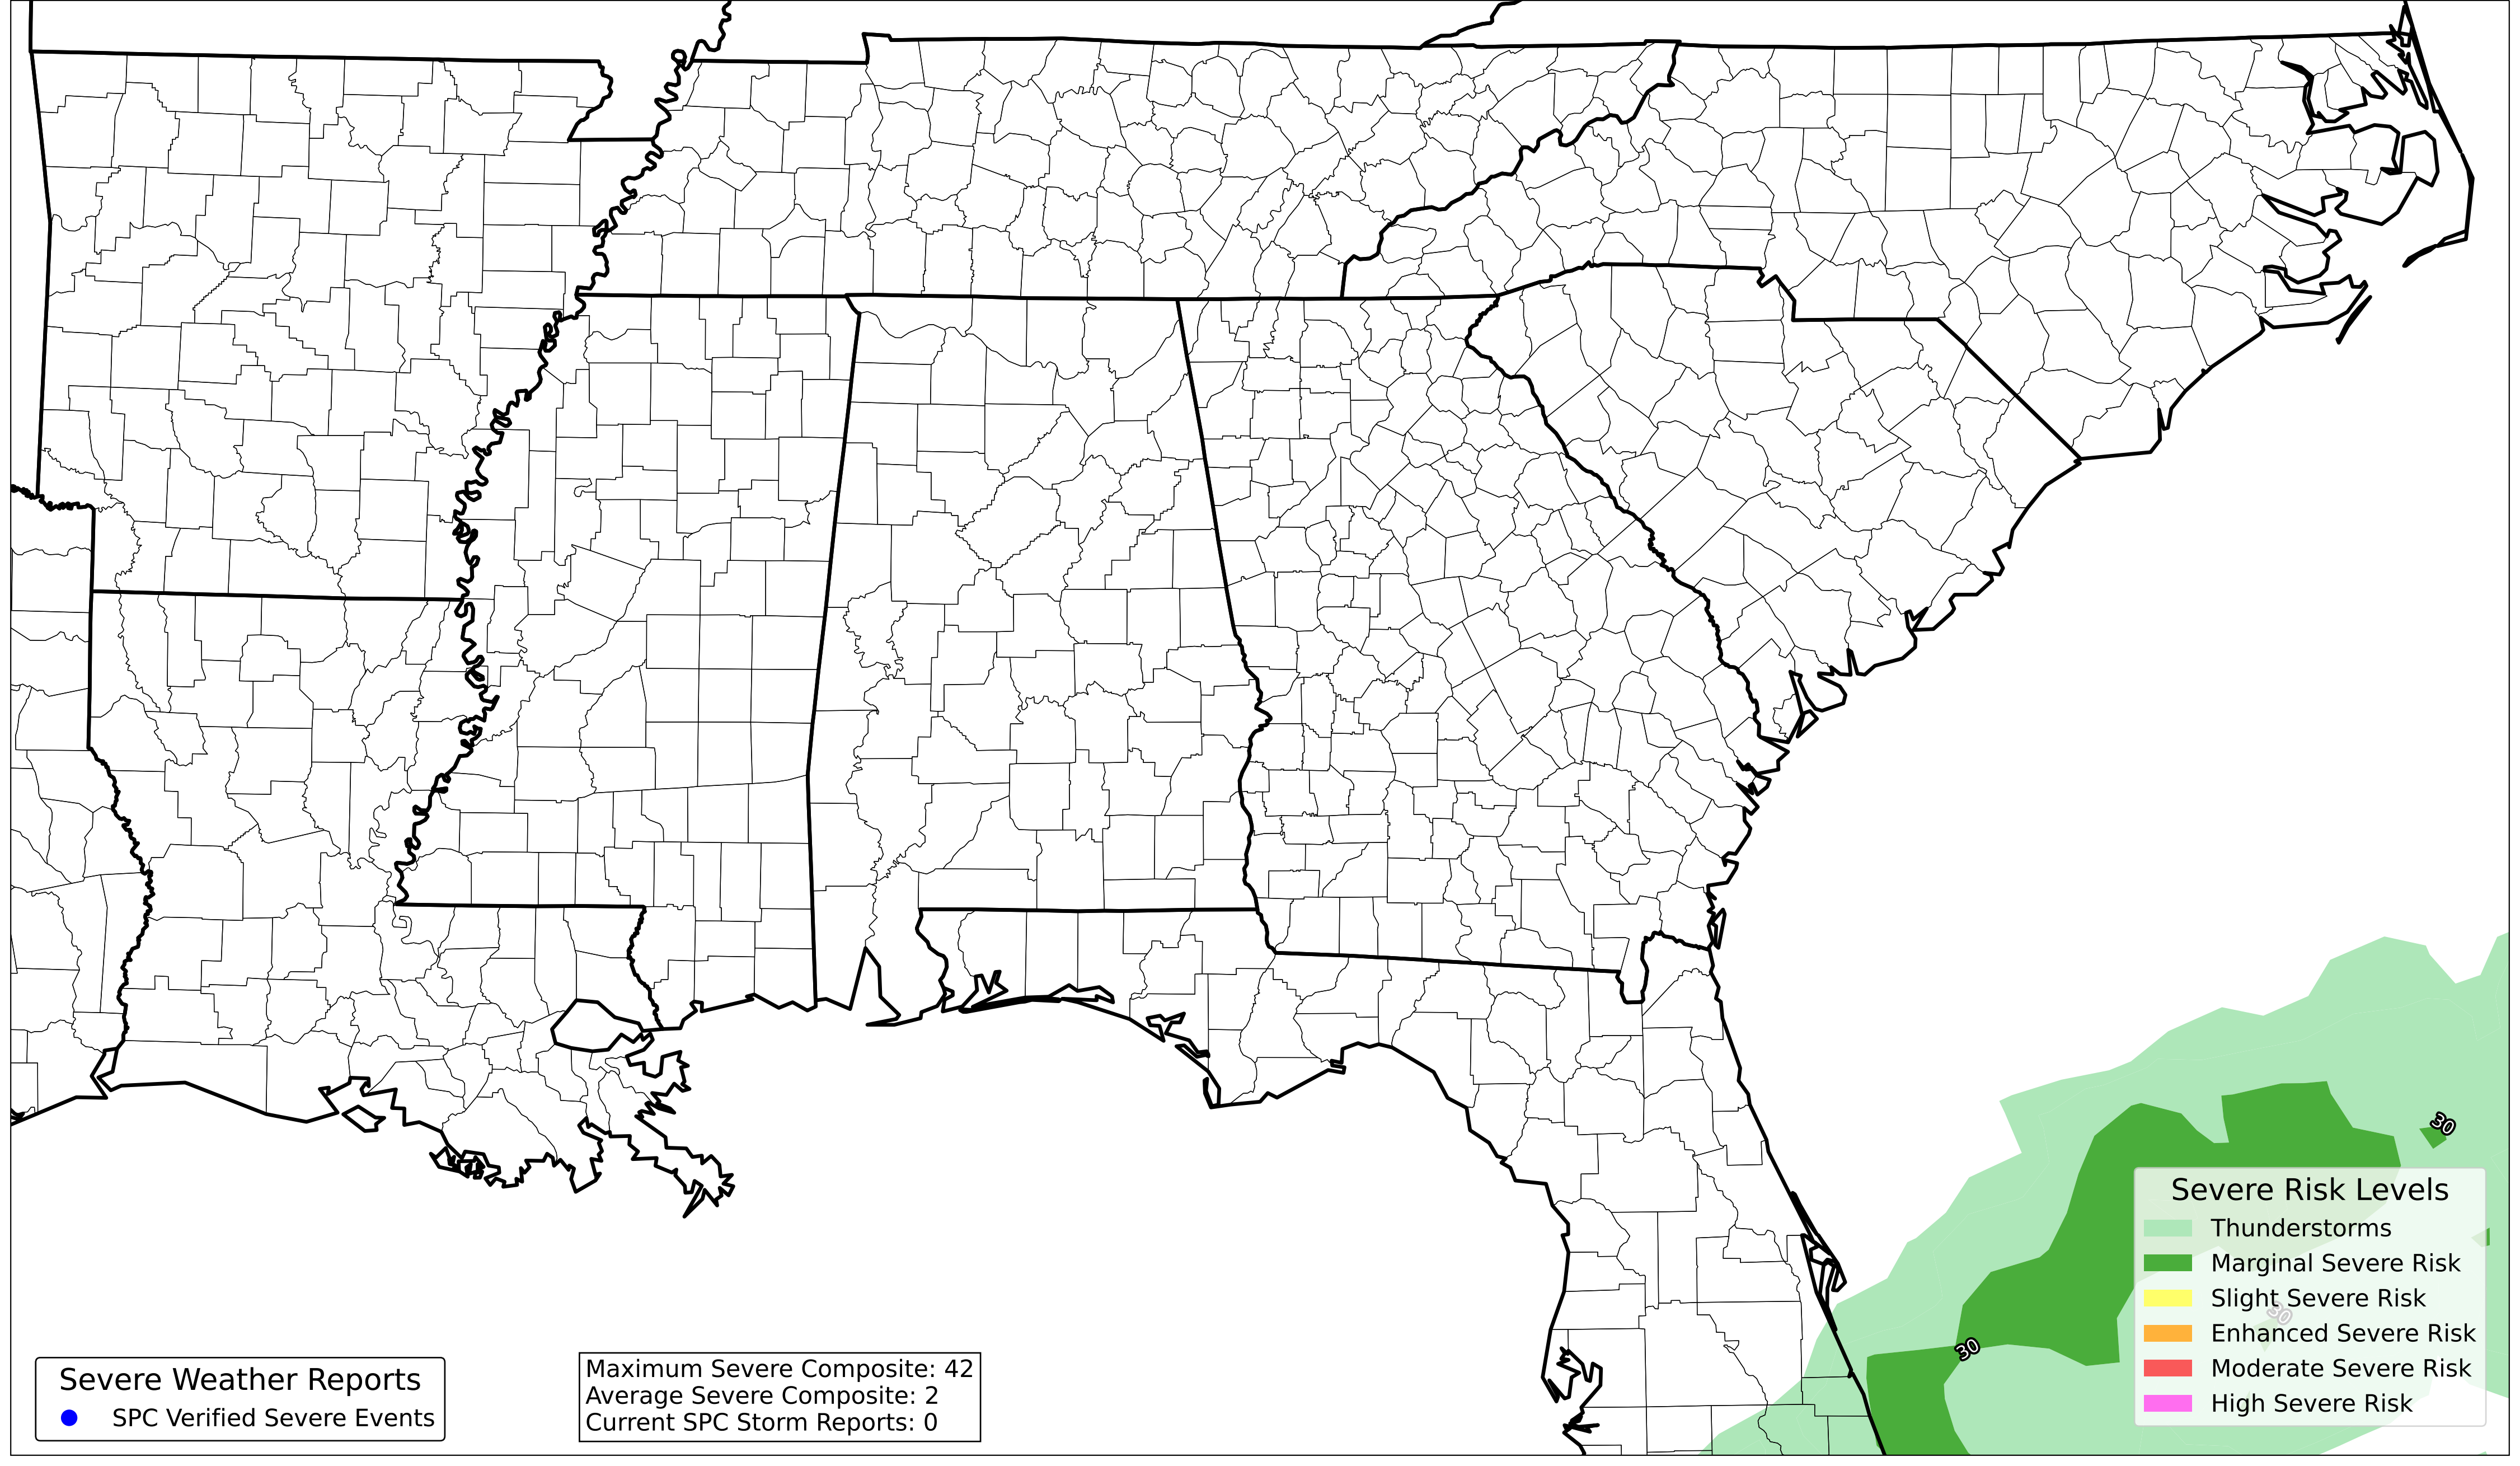 30
Severe Risk Levels
Thunderstorms
Marginal Severe Risk
Slight Severe Risk
30
Enhanced Severe Risk
30
Moderate Severe Risk
High Severe Risk
Severe Weather Reports
SPC Verified Severe Events
Maximum Severe Composite: 42
Average Severe Composite: 2
Current SPC Storm Reports: 0